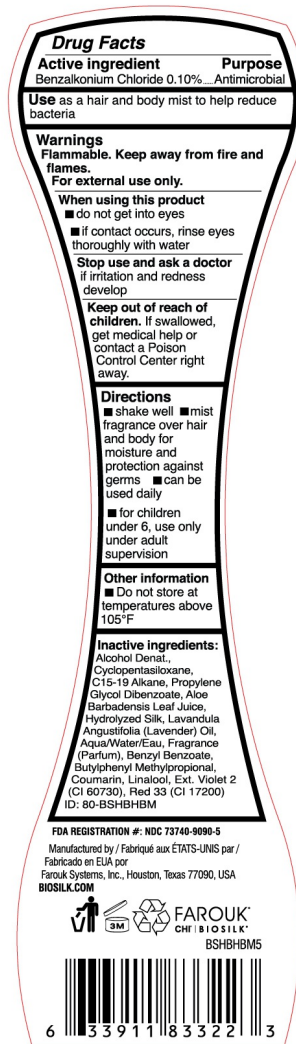 Drug Facts
Active ingredient Purpose
Benzalkonium Chloride 0.10%.....Antimicrobial
Use as a hair and body mist to help reduce
bacteria
Warnings
Flammable. Keep away from fire and
flames.
For external use only.
When using this product
■ do not get into eyes
■ if contact occurs, rinse eyes
thoroughly with water
Stop use and ask a doctor
if irritation and redness
develop
Keep out of reach of
children. If swallowed,
get medical help or
contact a Poison
Control Center right
away.
Directions
■ shake well ■ mist
fragrance over hair
and body for
moisture and
protection against
germs ■ can be
used daily
■ for children
under 6, use only
under adult
supervision
Other information
■ Do not store at
temperatures above
105°F
Inactive ingredients:
Alcohol Denat.,
Cyclopentasiloxane,
C15-19 Alkane, Propylene
Glycol Dibenzoate, Aloe
Barbadensis Leaf Juice,
Hydrolyzed Silk, Lavandula
Angustifolia (Lavender) Oil,
Aqua/Water/Eau, Fragrance
(Parfum), Benzyl Benzoate,
Butylphenyl Methylpropional,
Coumarin, Linalool, Ext. Violet 2
(CI 60730), Red 33 (CI 17200)
ID: 80-BSHBHBM
FDA REGISTRATION #: NDC 73740-9090-5
Manufactured by / Fabriqué aux ÉTATS-UNIS par /
Fabricado en EUA por
Farouk Systems, Inc., Houston, Texas 77090, USA
BIOSILK.COM
3M
FAROUK
CHI | BIOSILK
BSHBHBM5
6 33911 83322 3